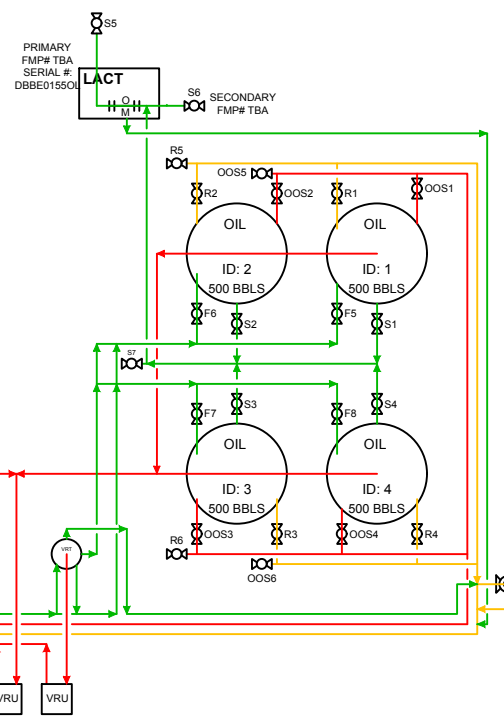 S5
PRIMARY
FMP# TBA
SERIAL #:
DBBE0155OL
LACT
O
M
S6
SECONDARY
FMP# TBA
R5
OOS5
R2
OOS2
R1
OOS1
OIL
ID: 2
500 BBLS
OIL
ID: 1
500 BBLS
F6
S2
F5
S1
S7
F7
S3
F8
S4
OIL
ID: 3
500 BBLS
OIL
ID: 4
500 BBLS
OOS3
R3
OOS4
R4
R6
OOS6
VRT
VRU
VRU